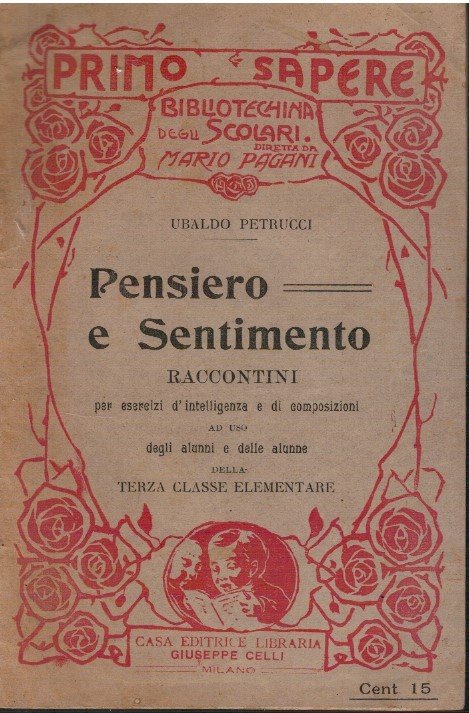 PRIMO SAPERE
BIBLIOTECHINA
DEGLI SCOLARI.
DIRETTA DA
MARIO PAGANI
UBALDO PETRUCCI
Pensiero
e Sentimento
RACCONTINI
per esercizi d'intelligenza e di composizioni
AD USO
degli alunni e delle alunne
DELLA
TERZA CLASSE ELEMENTARE
CASA EDITRICE LIBRARIA
GIUSEPPE CELLI
MILANO
Cent. 15